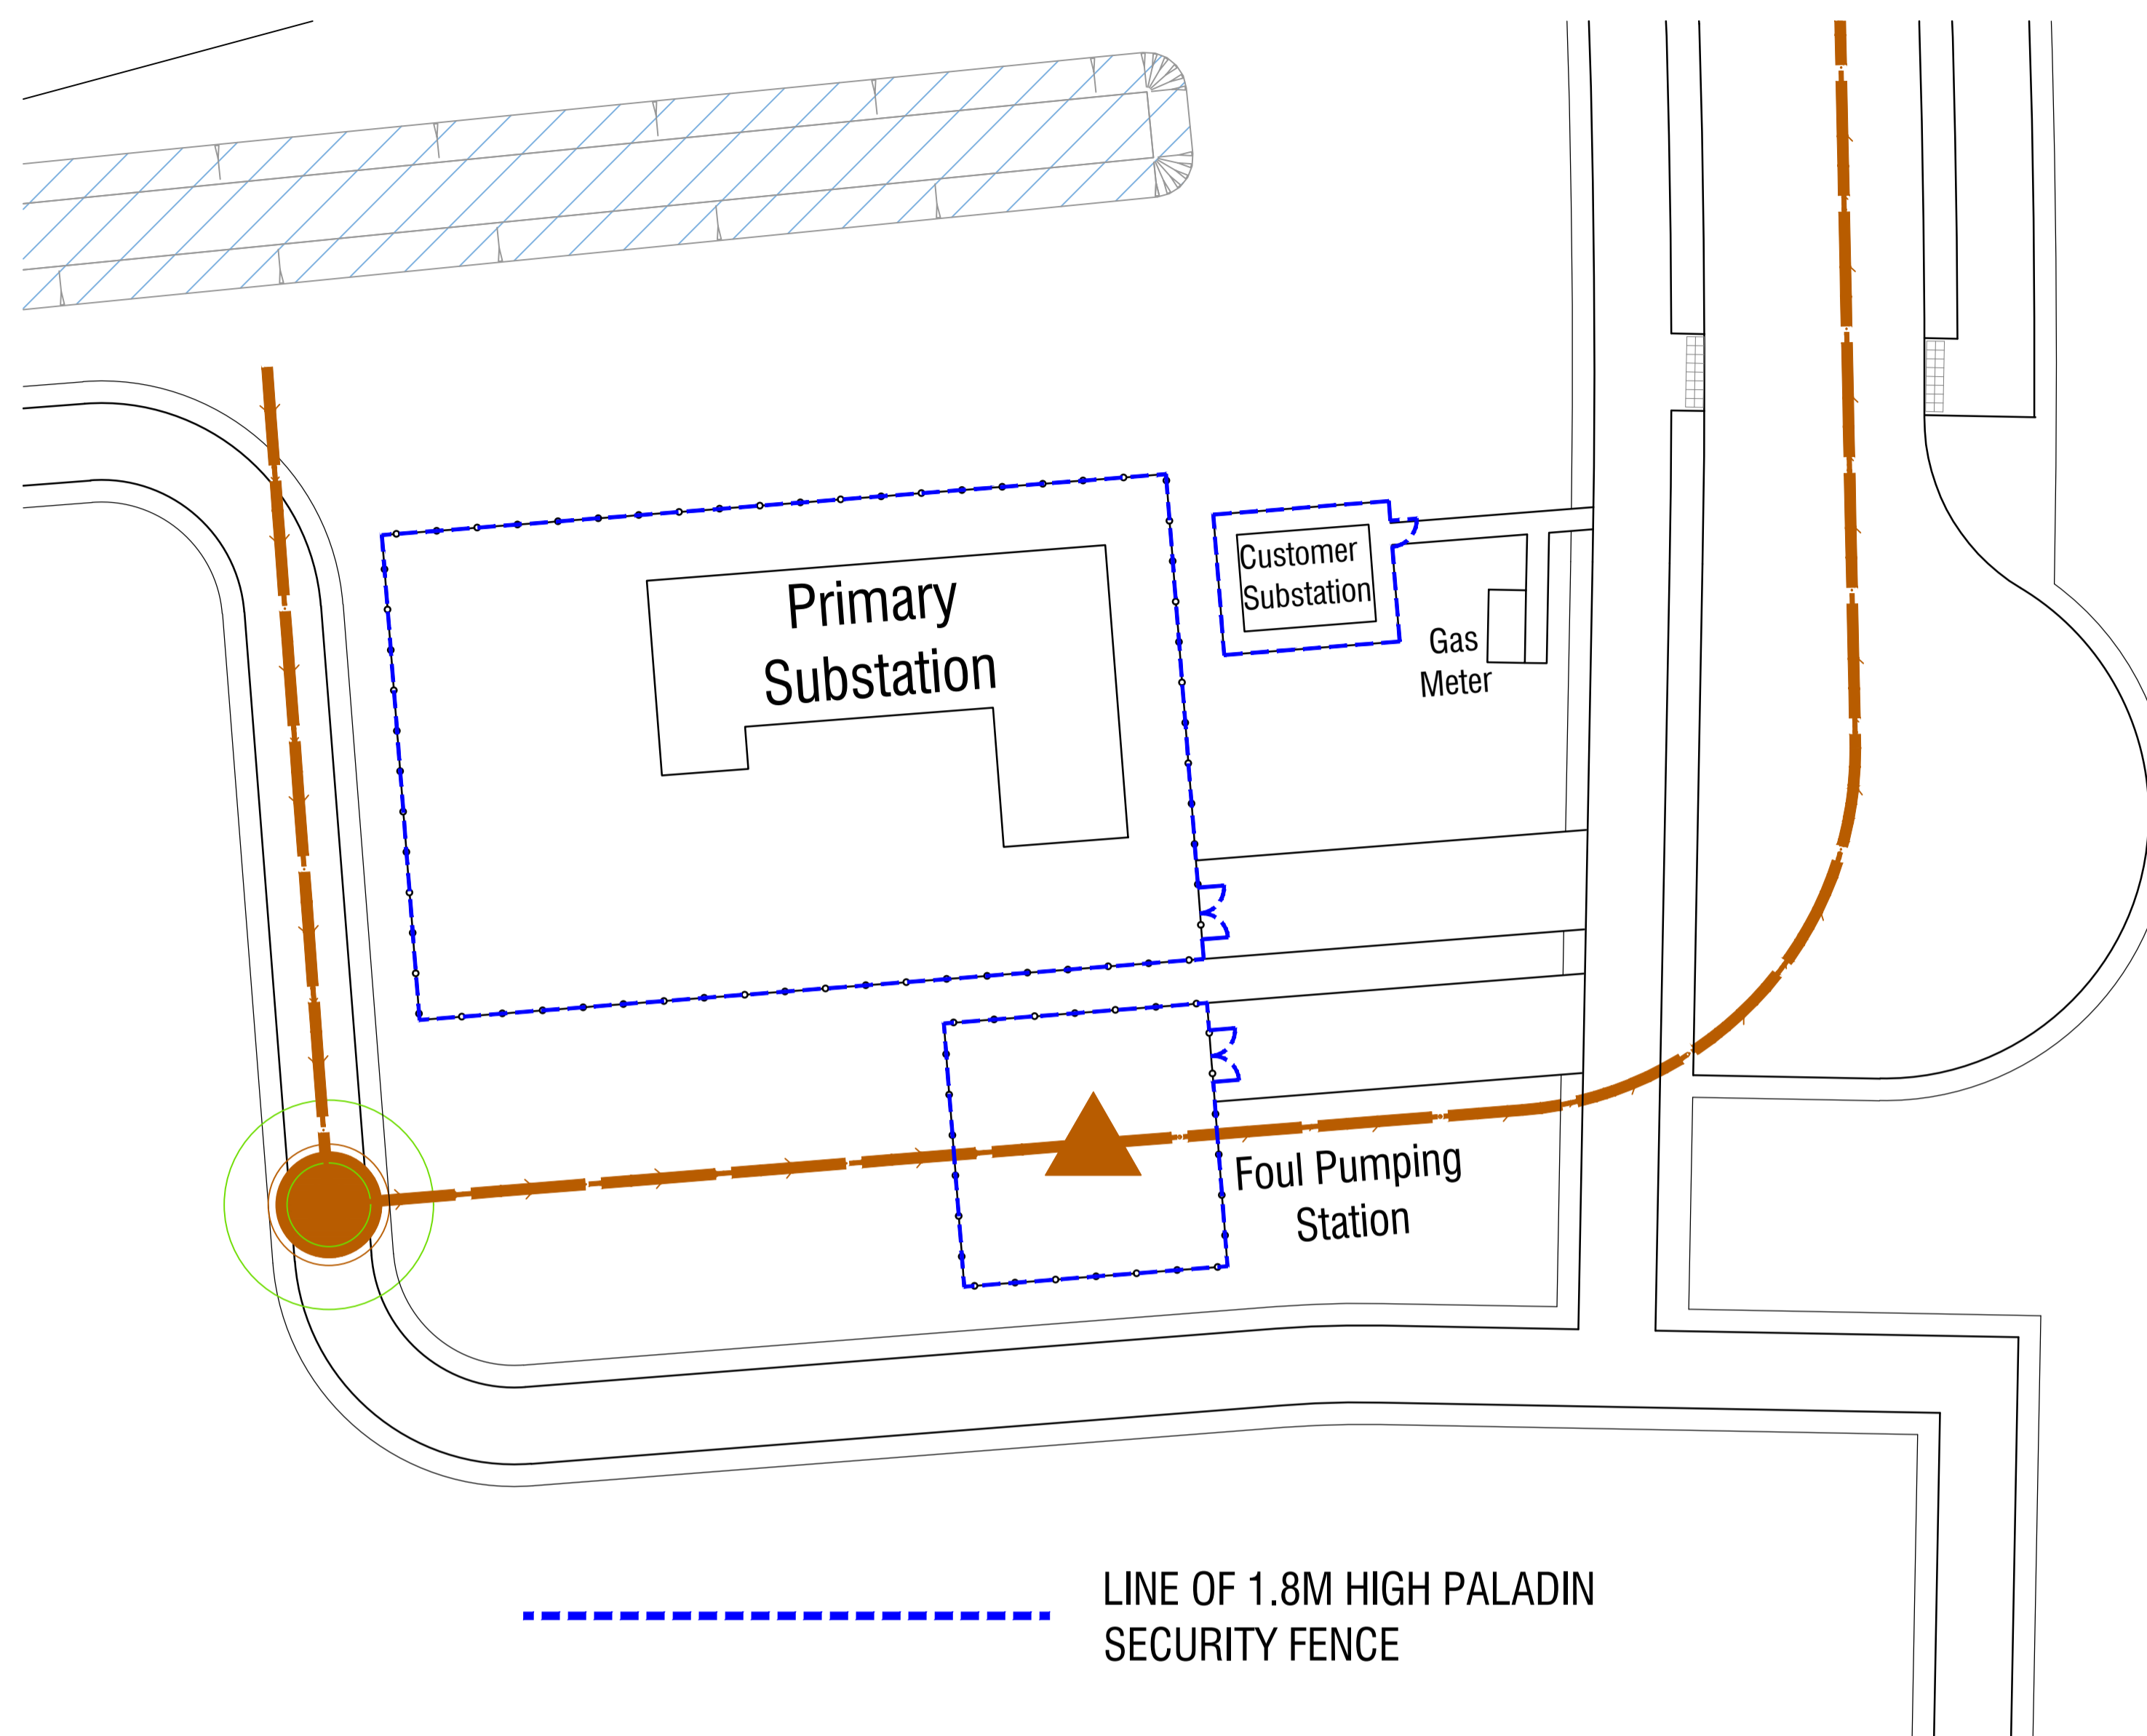 Primary
Substation
Customer
Substation
Gas
Meter
Foul Pumping
Station
LINE OF 1.8M HIGH PALADIN
SECURITY FENCE